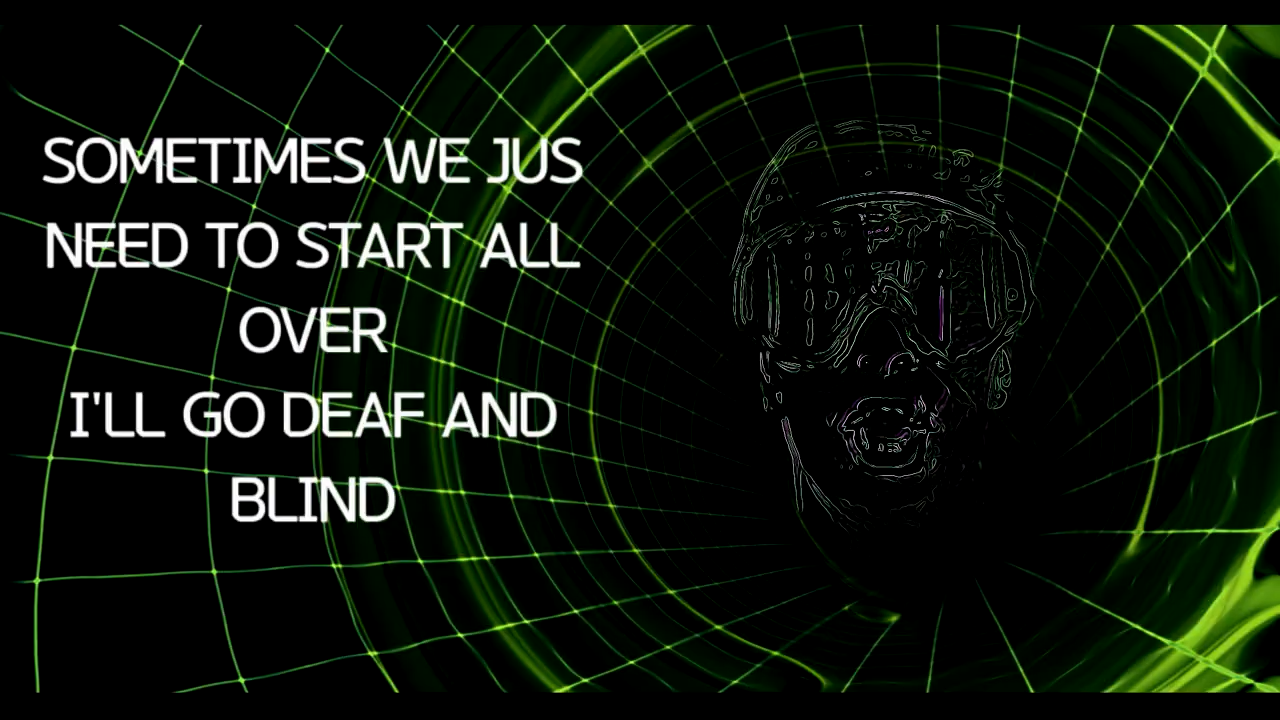 SOMETIMES WE JUS
NEED TO START ALL
OVER
I'LL GO DEAF AND
BLIND